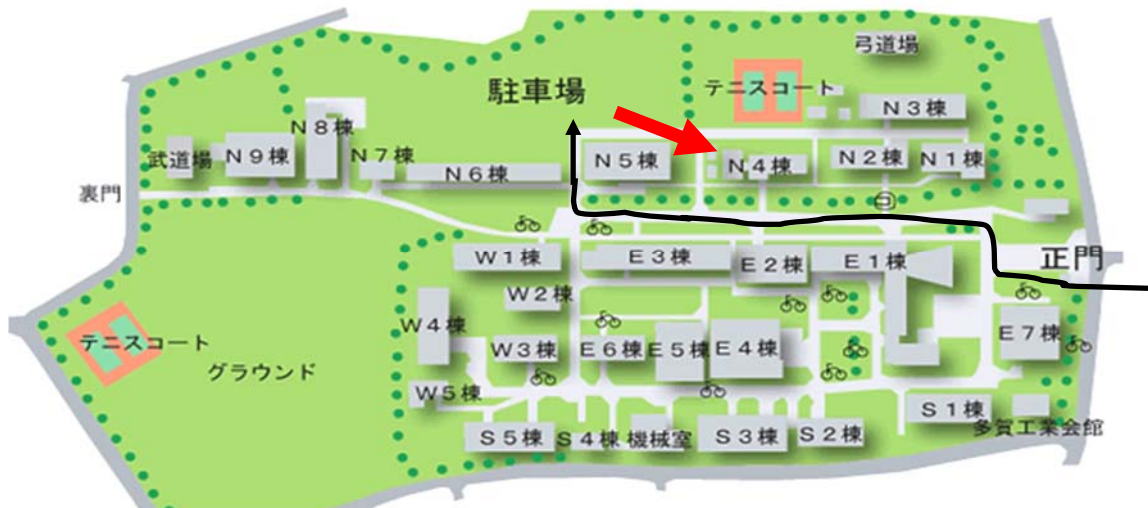 弓道場
テニスコート
駐車場
N3棟
N8棟
武道場
N9棟
N7棟
N6棟
N5棟
N4棟
N2棟
N1棟
裏門
W1棟
E3棟
E2棟
E1棟
正門
W2棟
W4棟
E7棟
テニスコート
W3棟
E6棟
E5棟
E4棟
グラウンド
W5棟
S1棟
多賀工業会館
S5棟
S4棟
機械室
S3棟
S2棟